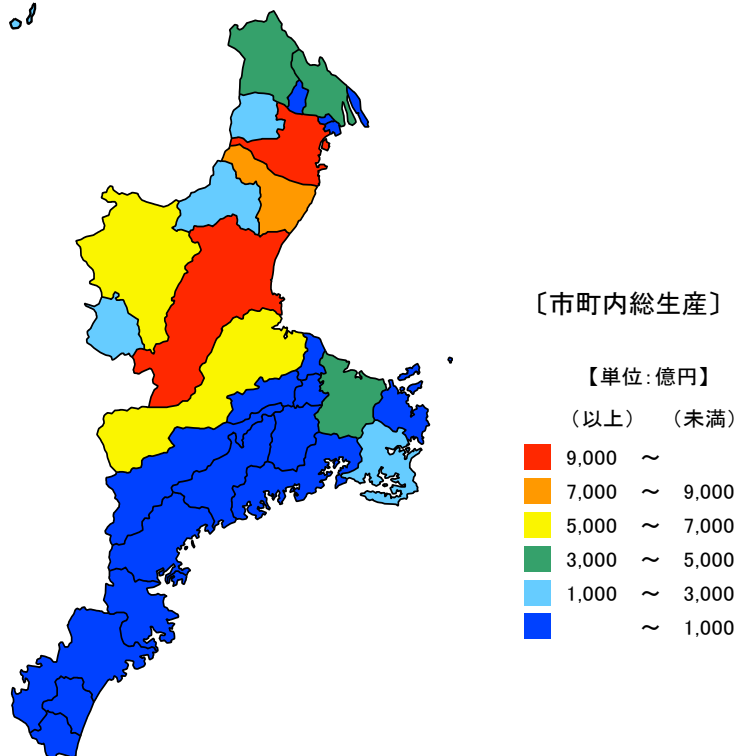 〔市町内総生産〕
【単位：億円】
（以上） （未満）
9,000 ～
7,000 ～ 9,000
5,000 ～ 7,000
3,000 ～ 5,000
1,000 ～ 3,000
～ 1,000